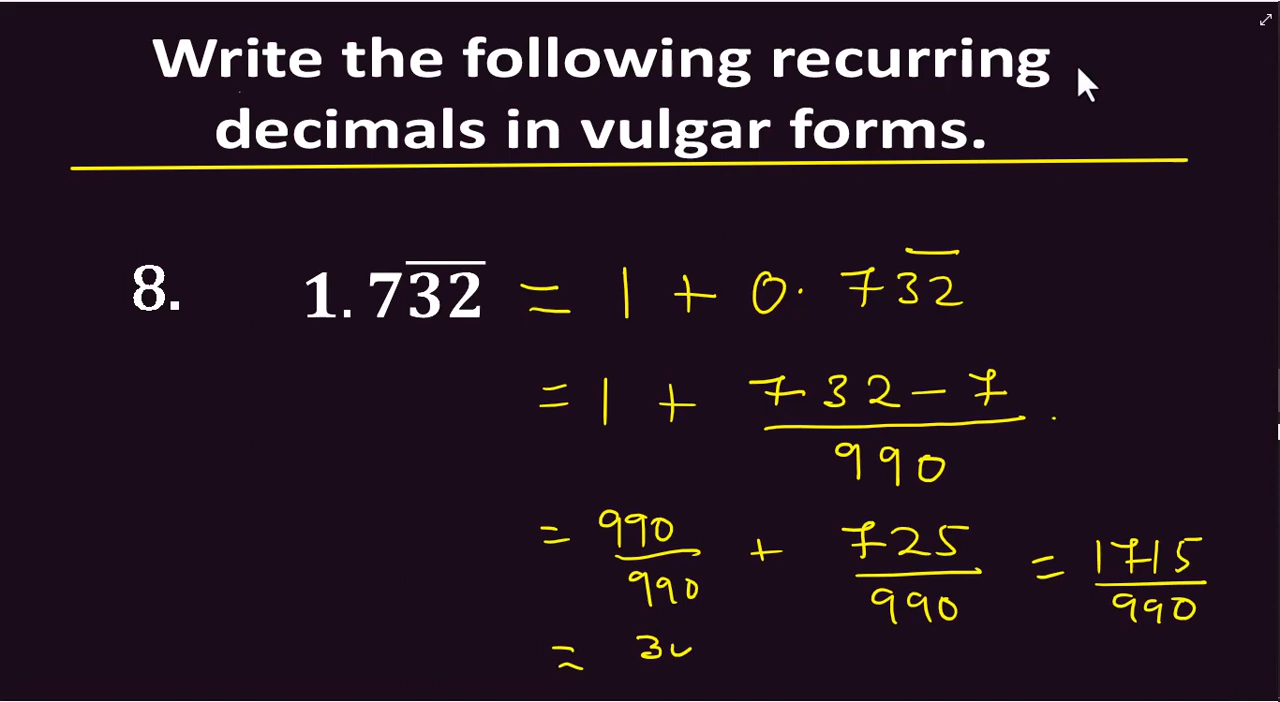 Write the following recurring
decimals in vulgar forms.
8. 1.73̅2̅ = 1 + 0.73̅2̅
= 1 + (732 - 7)/990
= 990/990 + 725/990 = 1715/990
= 3